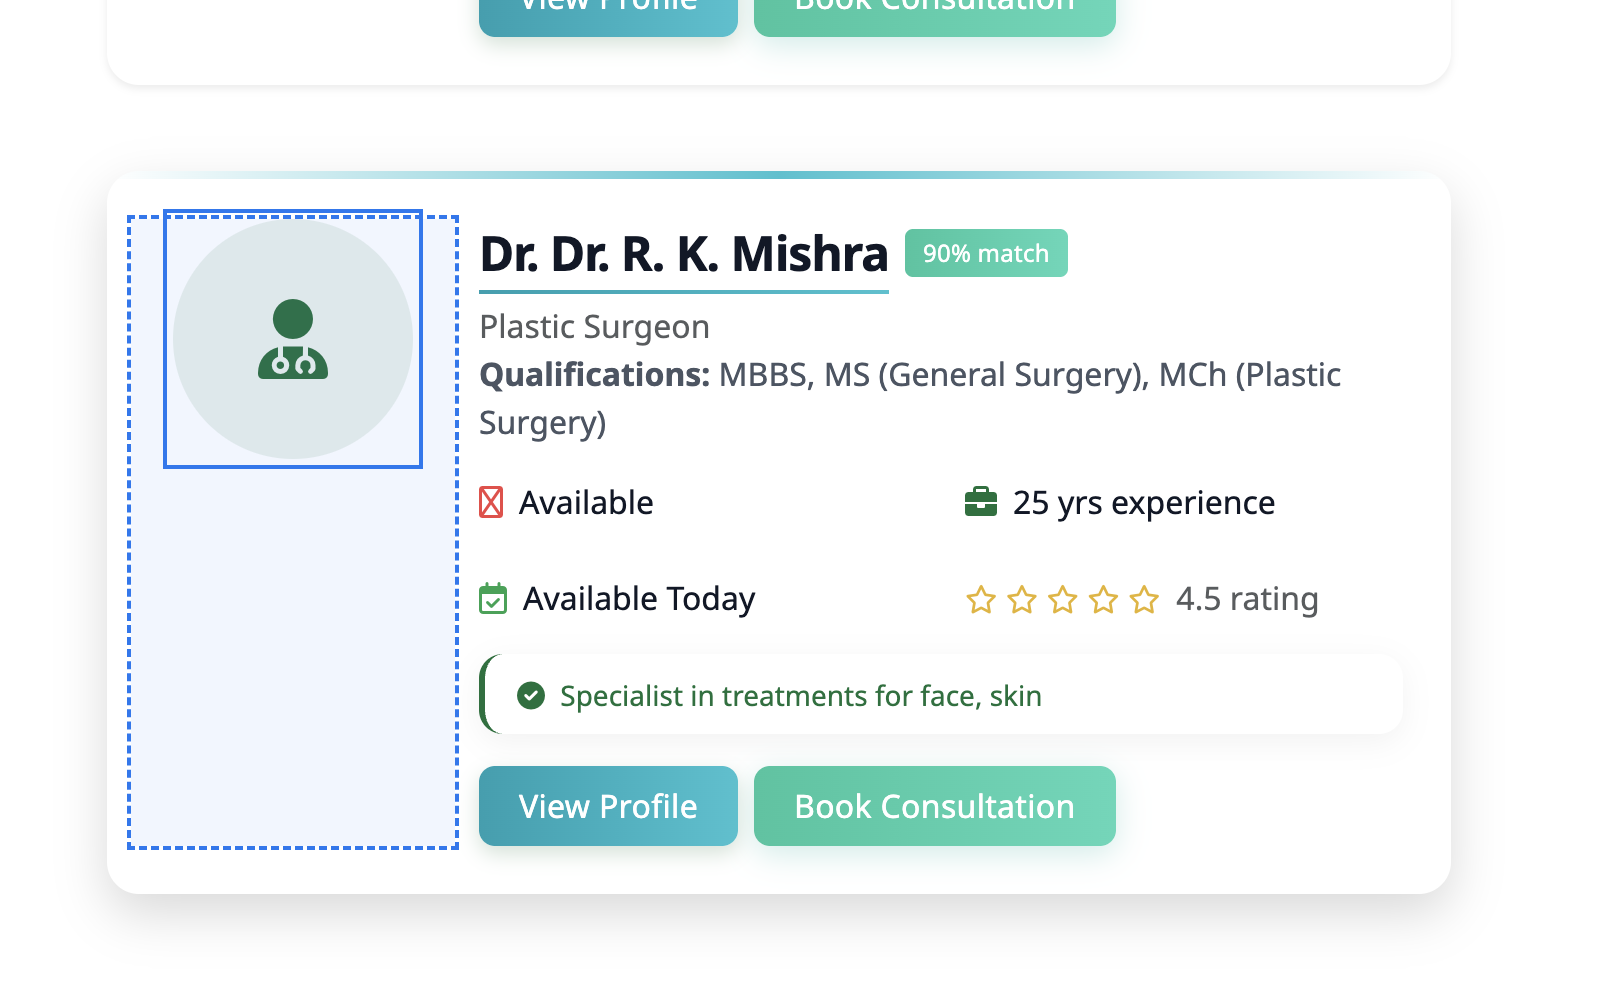 View Profile
Book Consultation
Dr. Dr. R. K. Mishra
90% match
Plastic Surgeon
Qualifications: MBBS, MS (General Surgery), MCh (Plastic
Surgery)
Available
25 yrs experience
Available Today
4.5 rating
Specialist in treatments for face, skin
View Profile
Book Consultation